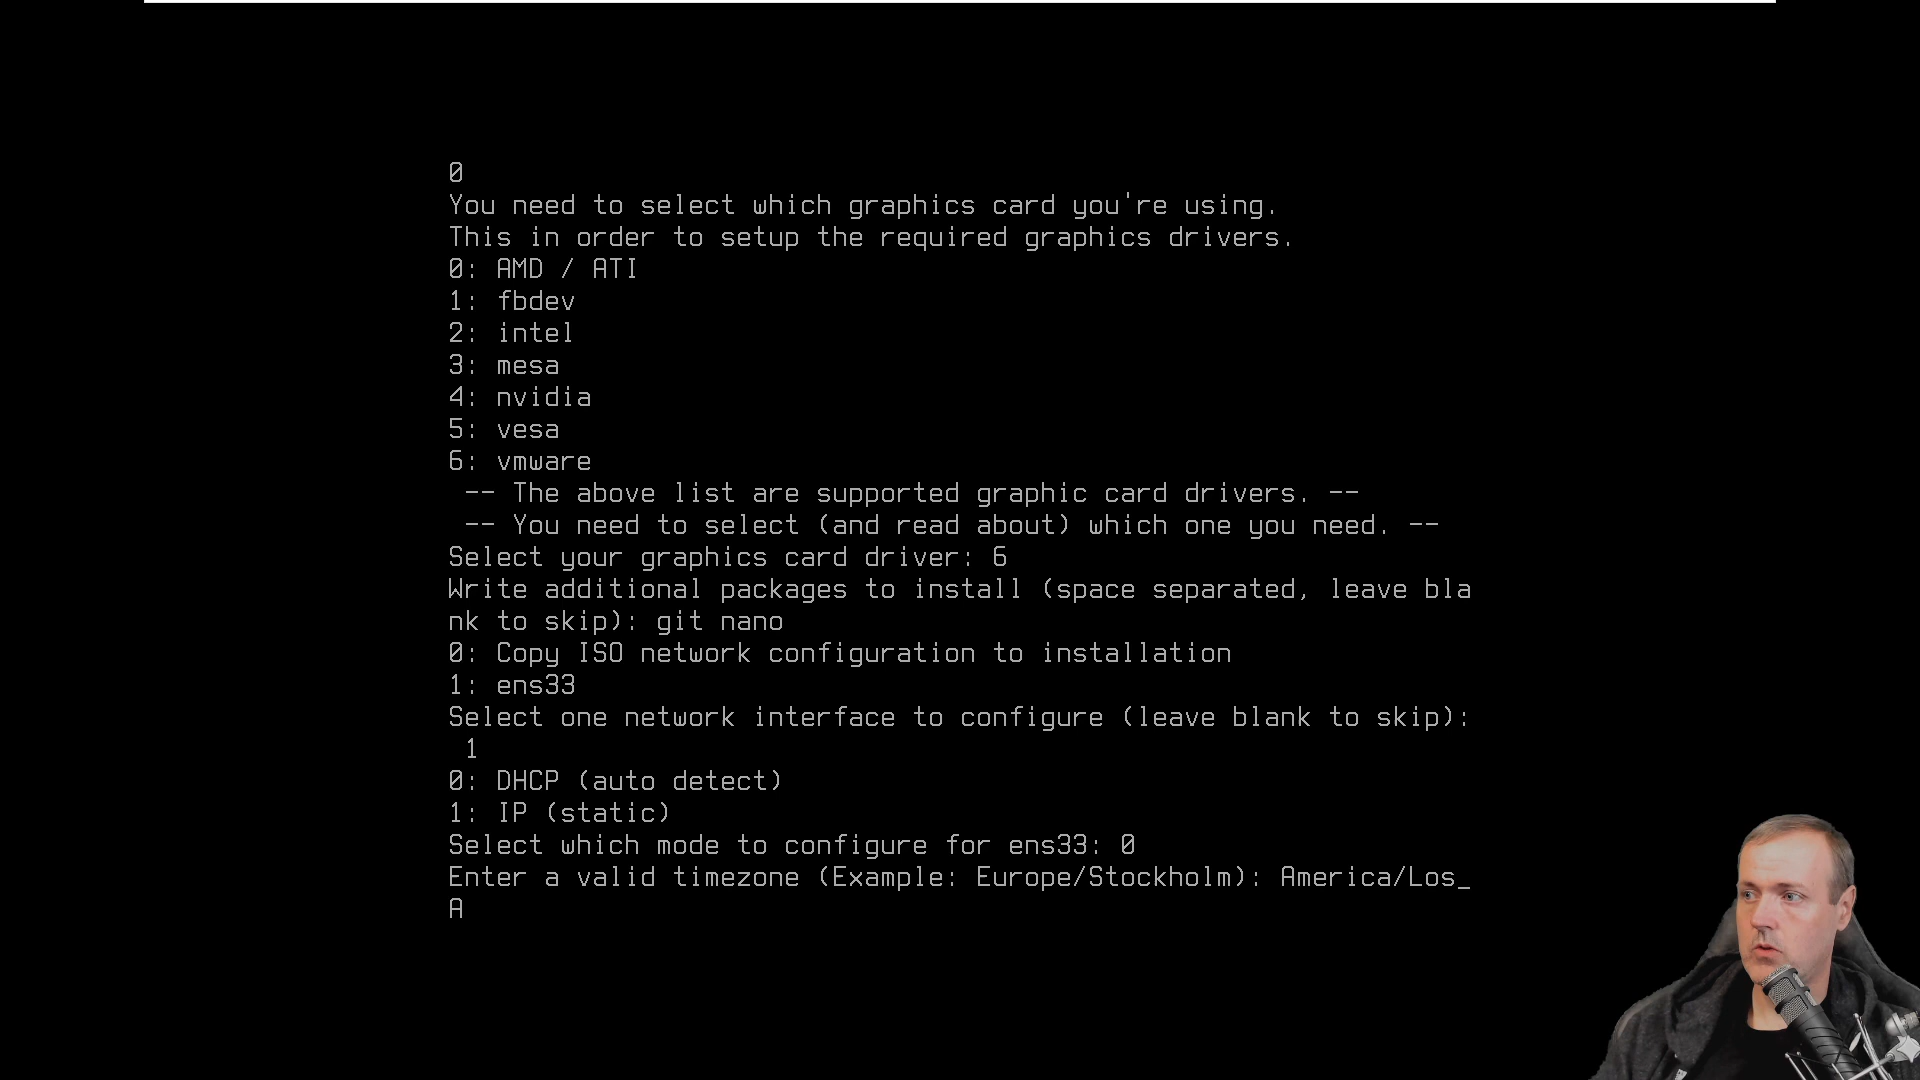 0
You need to select which graphics card you're using.
This in order to setup the required graphics drivers.
0: AMD / ATI
1: fbdev
2: intel
3: mesa
4: nvidia
5: vesa
6: vmware
-- The above list are supported graphic card drivers. --
-- You need to select (and read about) which one you need. --
Select your graphics card driver: 6
Write additional packages to install (space separated, leave bla
nk to skip): git nano
0: Copy ISO network configuration to installation
1: ens33
Select one network interface to configure (leave blank to skip):
1
0: DHCP (auto detect)
1: IP (static)
Select which mode to configure for ens33: 0
Enter a valid timezone (Example: Europe/Stockholm): America/Los_
A